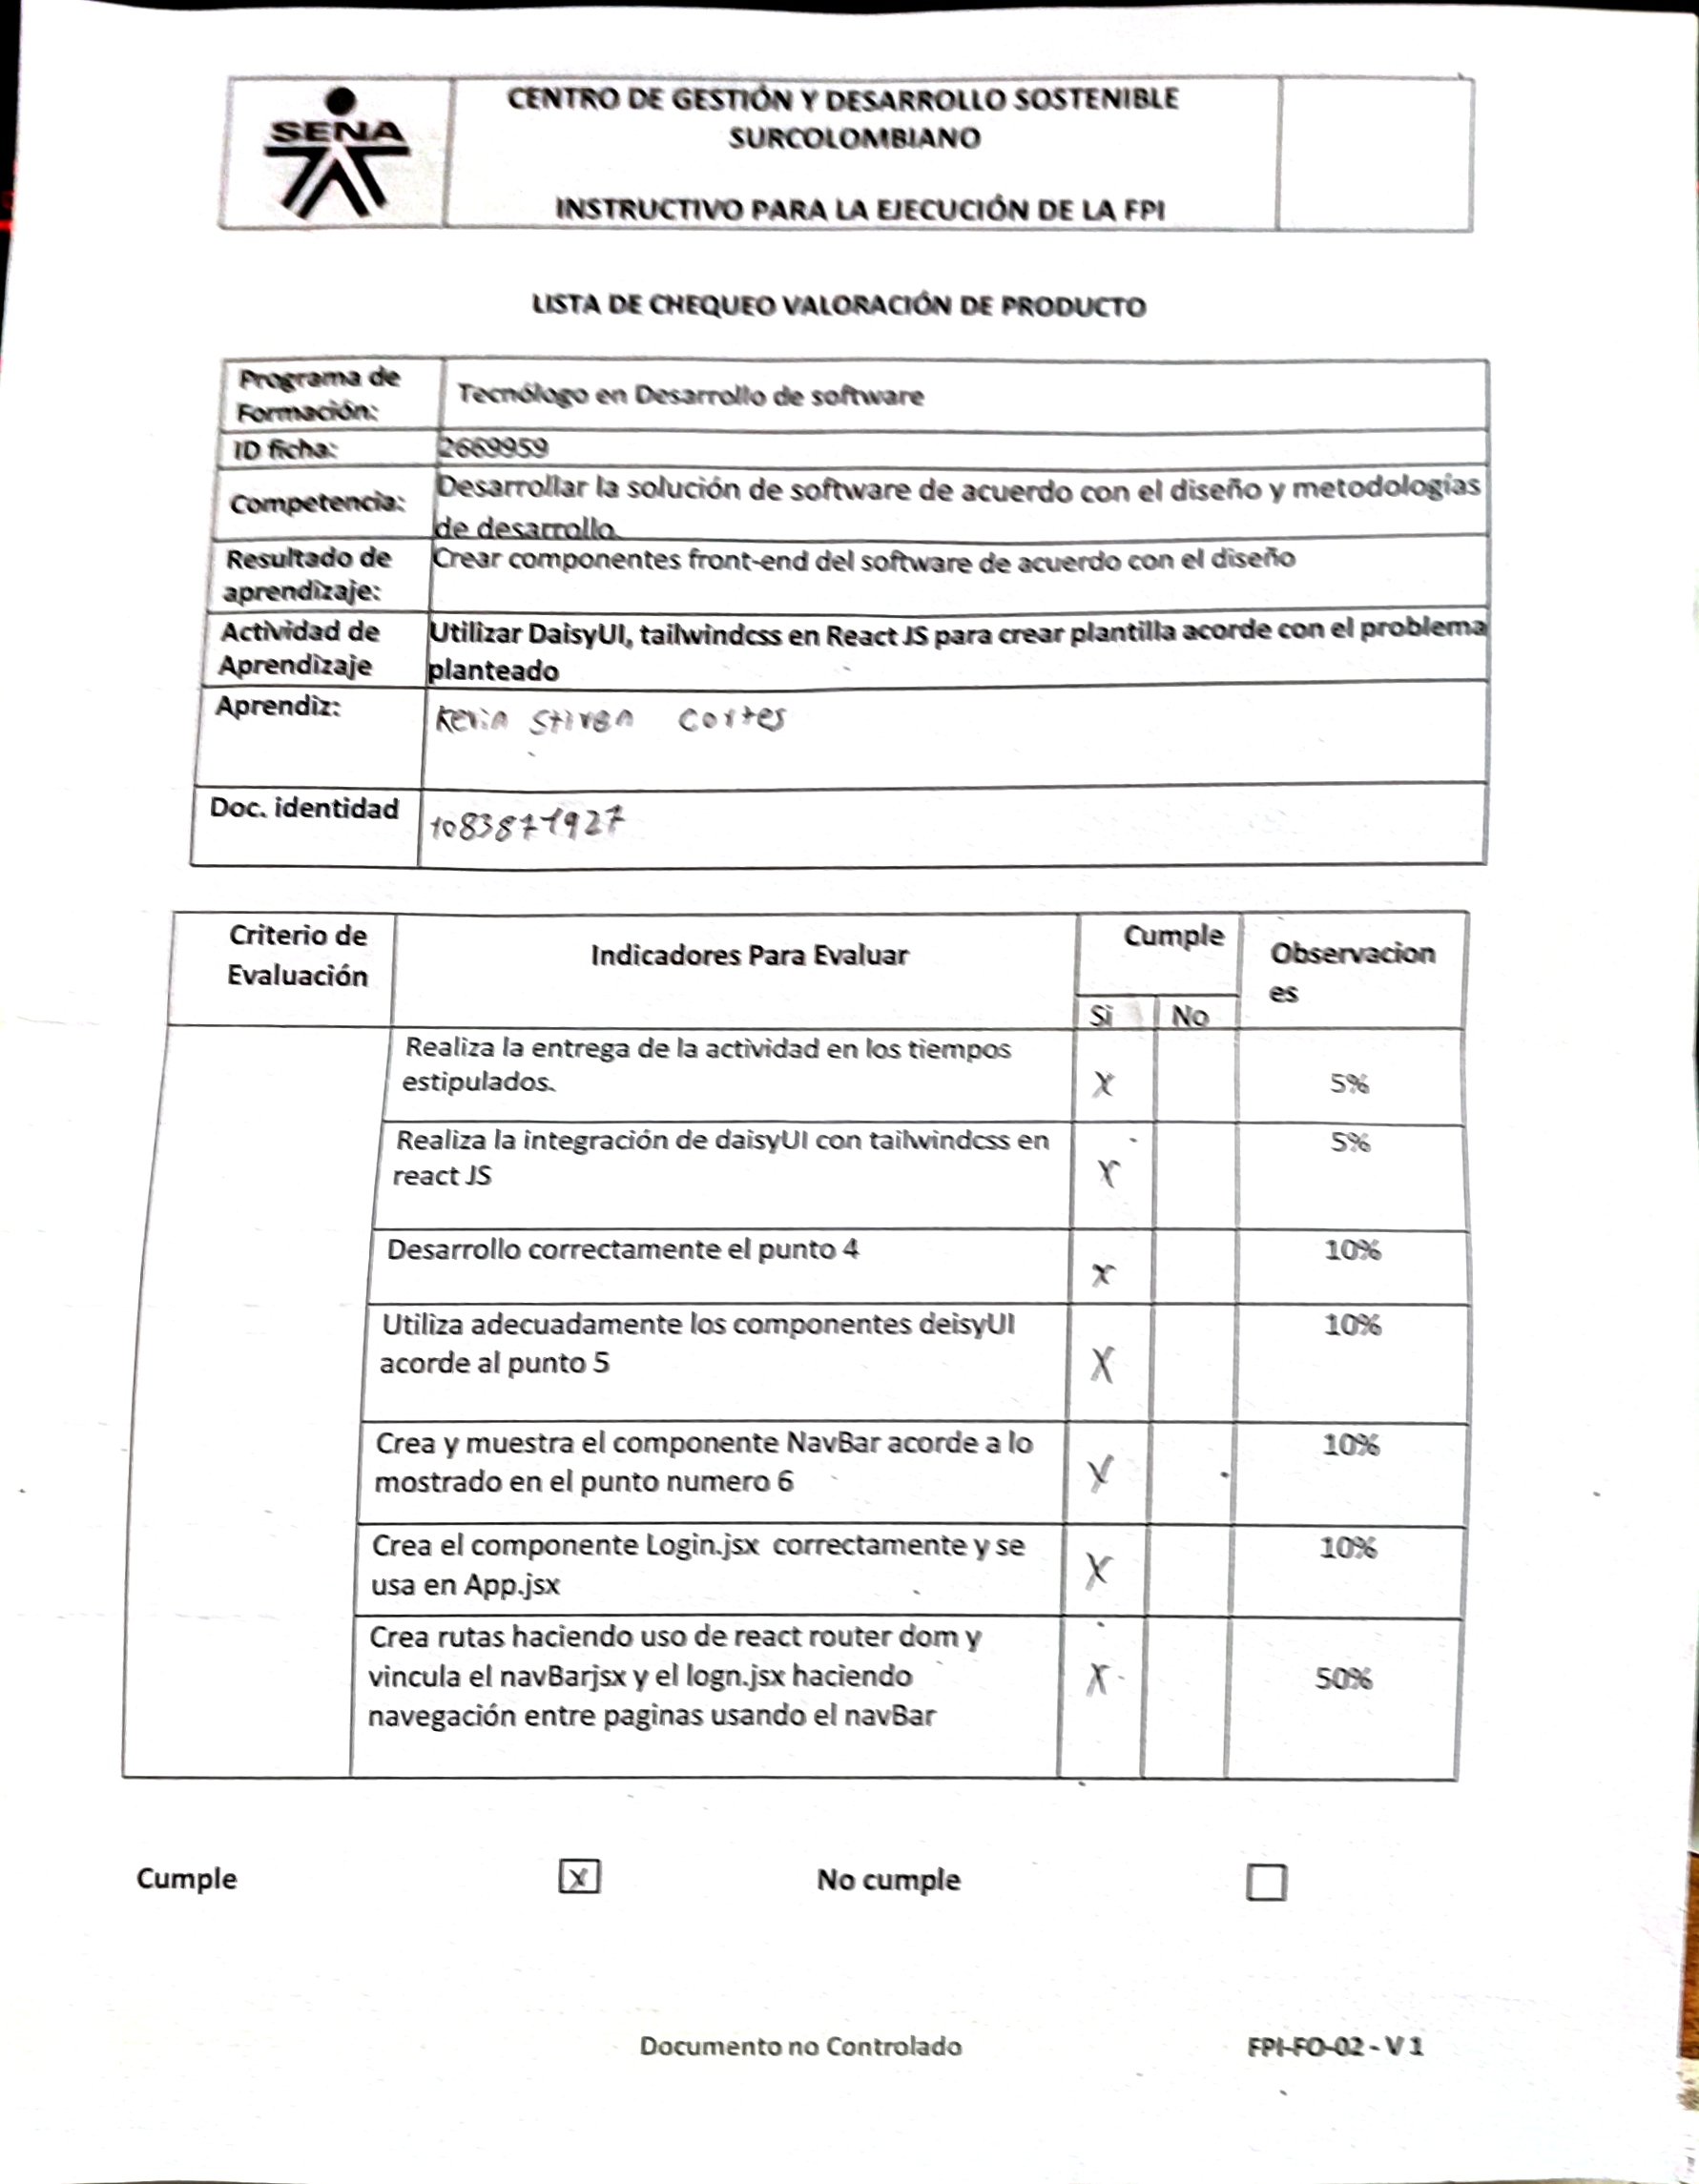 SENA
CENTRO DE GESTIÓN Y DESARROLLO SOSTENIBLE
SURCOLOMBIANO
INSTRUCTIVO PARA LA EJECUCIÓN DE LA FPI
LISTA DE CHEQUEO VALORACIÓN DE PRODUCTO
Programa de
Formación:
Tecnólogo en Desarrollo de software
ID ficha:
2669959
Competencia:
Desarrollar la solución de software de acuerdo con el diseño y metodologías
de desarrollo.
Resultado de
aprendizaje:
Crear componentes front-end del software de acuerdo con el diseño
Actividad de
Aprendizaje
Utilizar DaisyUI, tailwindcss en React JS para crear plantilla acorde con el problema
planteado
Aprendiz:
Kevin Stiven Cortes
Doc. identidad
1083871927
Criterio de
Evaluación
Indicadores Para Evaluar
Cumple
Si
No
Observacion
es
Realiza la entrega de la actividad en los tiempos
estipulados.
X
5%
Realiza la integración de daisyUI con tailwindcss en
react JS
X
5%
Desarrollo correctamente el punto 4
X
10%
Utiliza adecuadamente los componentes deisyUI
acorde al punto 5
X
10%
Crea y muestra el componente NavBar acorde a lo
mostrado en el punto numero 6
X
10%
Crea el componente Login.jsx correctamente y se
usa en App.jsx
X
10%
Crea rutas haciendo uso de react router dom y
vincula el navBarjsx y el logn.jsx haciendo
navegación entre paginas usando el navBar
X
50%
Cumple
X
No cumple
Documento no Controlado
FPI-FO-02 - V 1